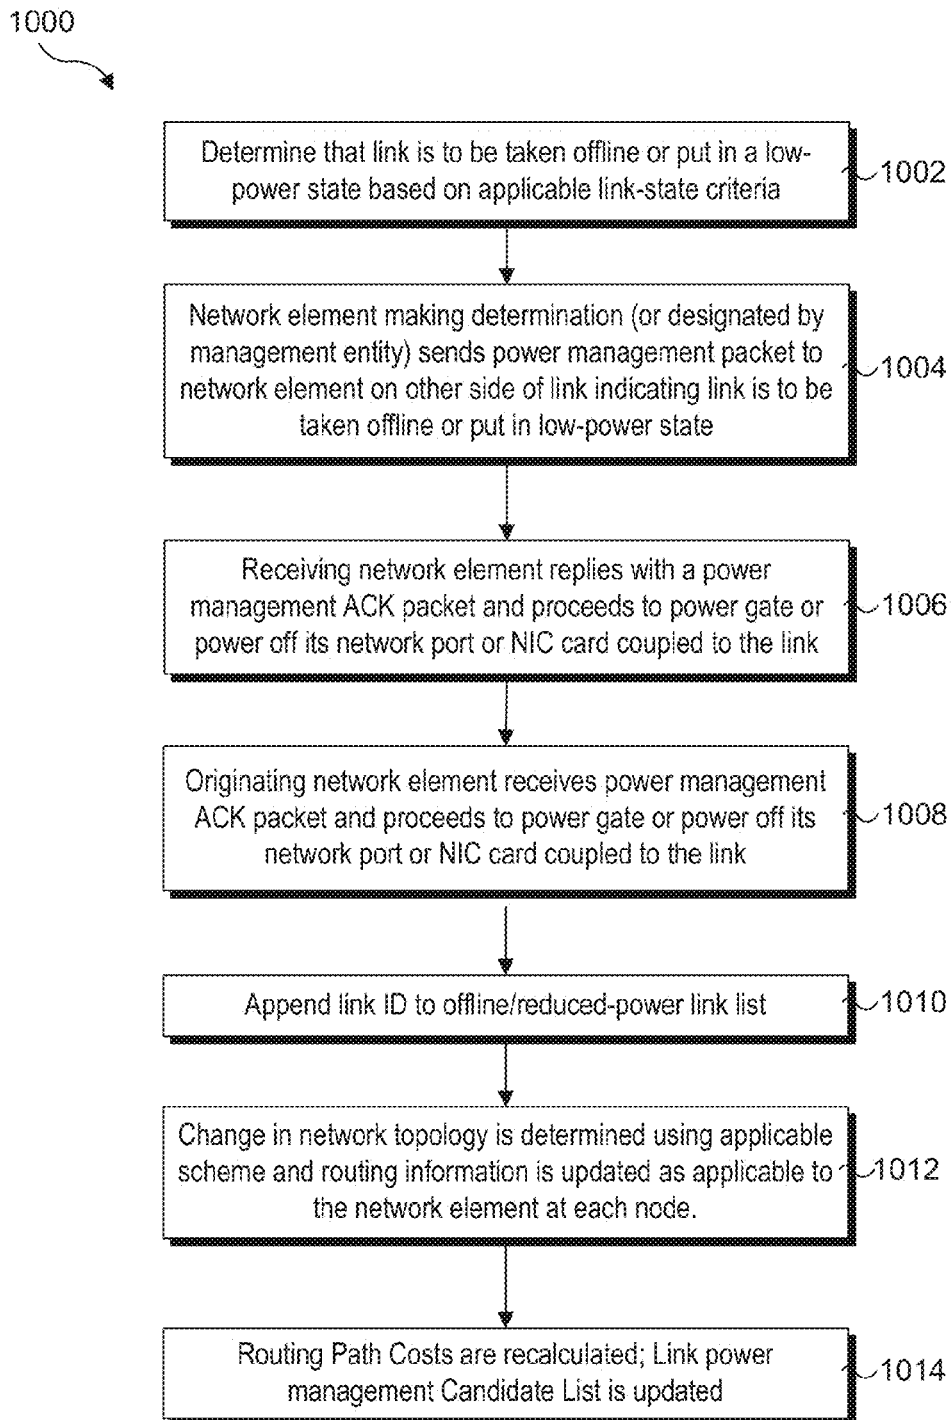 1000
Determine that link is to be taken offline or put in a low-
power state based on applicable link-state criteria
1002
Network element making determination (or designated by
management entity) sends power management packet to
network element on other side of link indicating link is to be
taken offline or put in low-power state
1004
Receiving network element replies with a power
management ACK packet and proceeds to power gate or
power off its network port or NIC card coupled to the link
1006
Originating network element receives power management
ACK packet and proceeds to power gate or power off its
network port or NIC card coupled to the link
1008
Append link ID to offline/reduced-power link list
1010
Change in network topology is determined using applicable
scheme and routing information is updated as applicable to
the network element at each node.
1012
Routing Path Costs are recalculated; Link power
management Candidate List is updated
1014